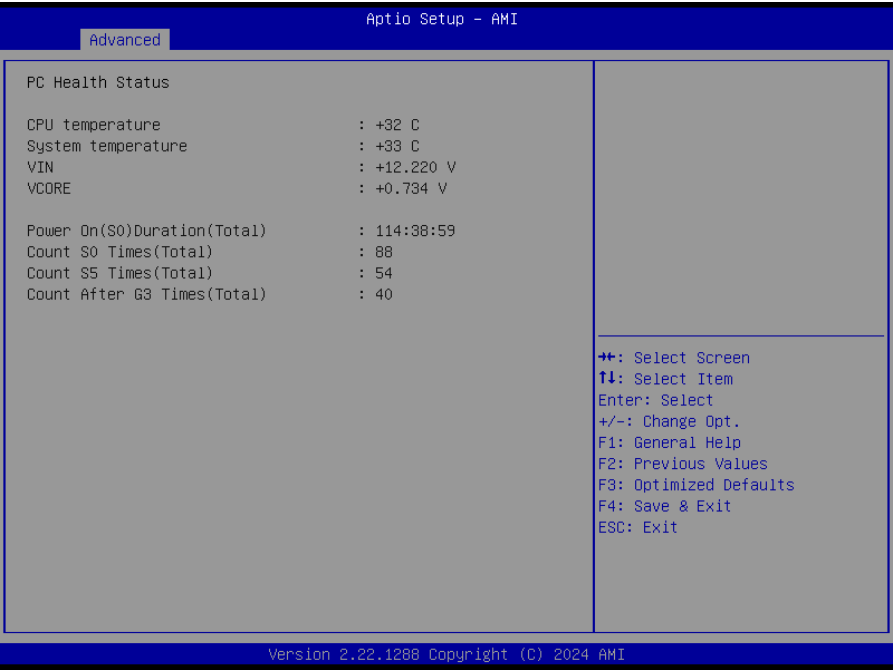 Aptio Setup – AMI
Advanced
PC Health Status
CPU temperature : +32 C
System temperature : +33 C
VIN : +12.220 V
VCORE : +0.734 V
Power On(S0)Duration(Total) : 114:38:59
Count S0 Times(Total) : 88
Count S5 Times(Total) : 54
Count After G3 Times(Total) : 40
→←: Select Screen
↑↓: Select Item
Enter: Select
+/-: Change Opt.
F1: General Help
F2: Previous Values
F3: Optimized Defaults
F4: Save & Exit
ESC: Exit
Version 2.22.1288 Copyright (C) 2024 AMI